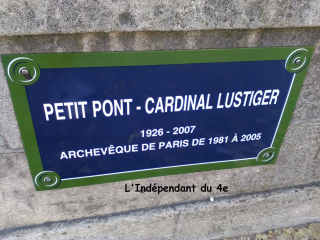 PETIT PONT - CARDINAL LUSTIGER
1926 - 2007
ARCHEVÊQUE DE PARIS DE 1981 À 2005
L'Indépendant du 4e